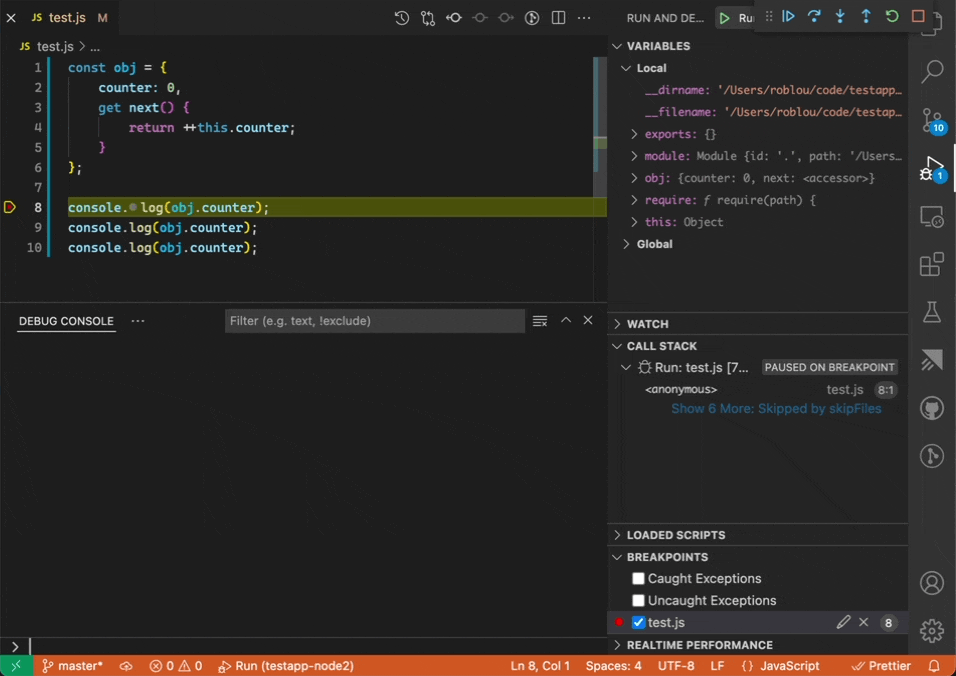 JS test.js M
RUN AND DE...
JS test.js > ...
1 const obj = {
2 counter: 0,
3 get next() {
4 return ++this.counter;
5 }
6 };
7
8 console.log(obj.counter);
9 console.log(obj.counter);
10 console.log(obj.counter);
DEBUG CONSOLE ...
Filter (e.g. text, !exclude)
VARIABLES
Local
__dirname: '/Users/roblou/code/testapp…
__filename: '/Users/roblou/code/testap…
exports: {}
module: Module {id: '.', path: '/Users…
obj: {counter: 0, next: <accessor>}
require: ƒ require(path) {
this: Object
Global
WATCH
CALL STACK
Run: test.js [7... PAUSED ON BREAKPOINT
<anonymous> test.js 8:1
Show 6 More: Skipped by skipFiles
LOADED SCRIPTS
BREAKPOINTS
Caught Exceptions
Uncaught Exceptions
test.js 8
REALTIME PERFORMANCE
10
1
master* 0 0 Run (testapp-node2) Ln 8, Col 1 Spaces: 4 UTF-8 LF {} JavaScript Prettier